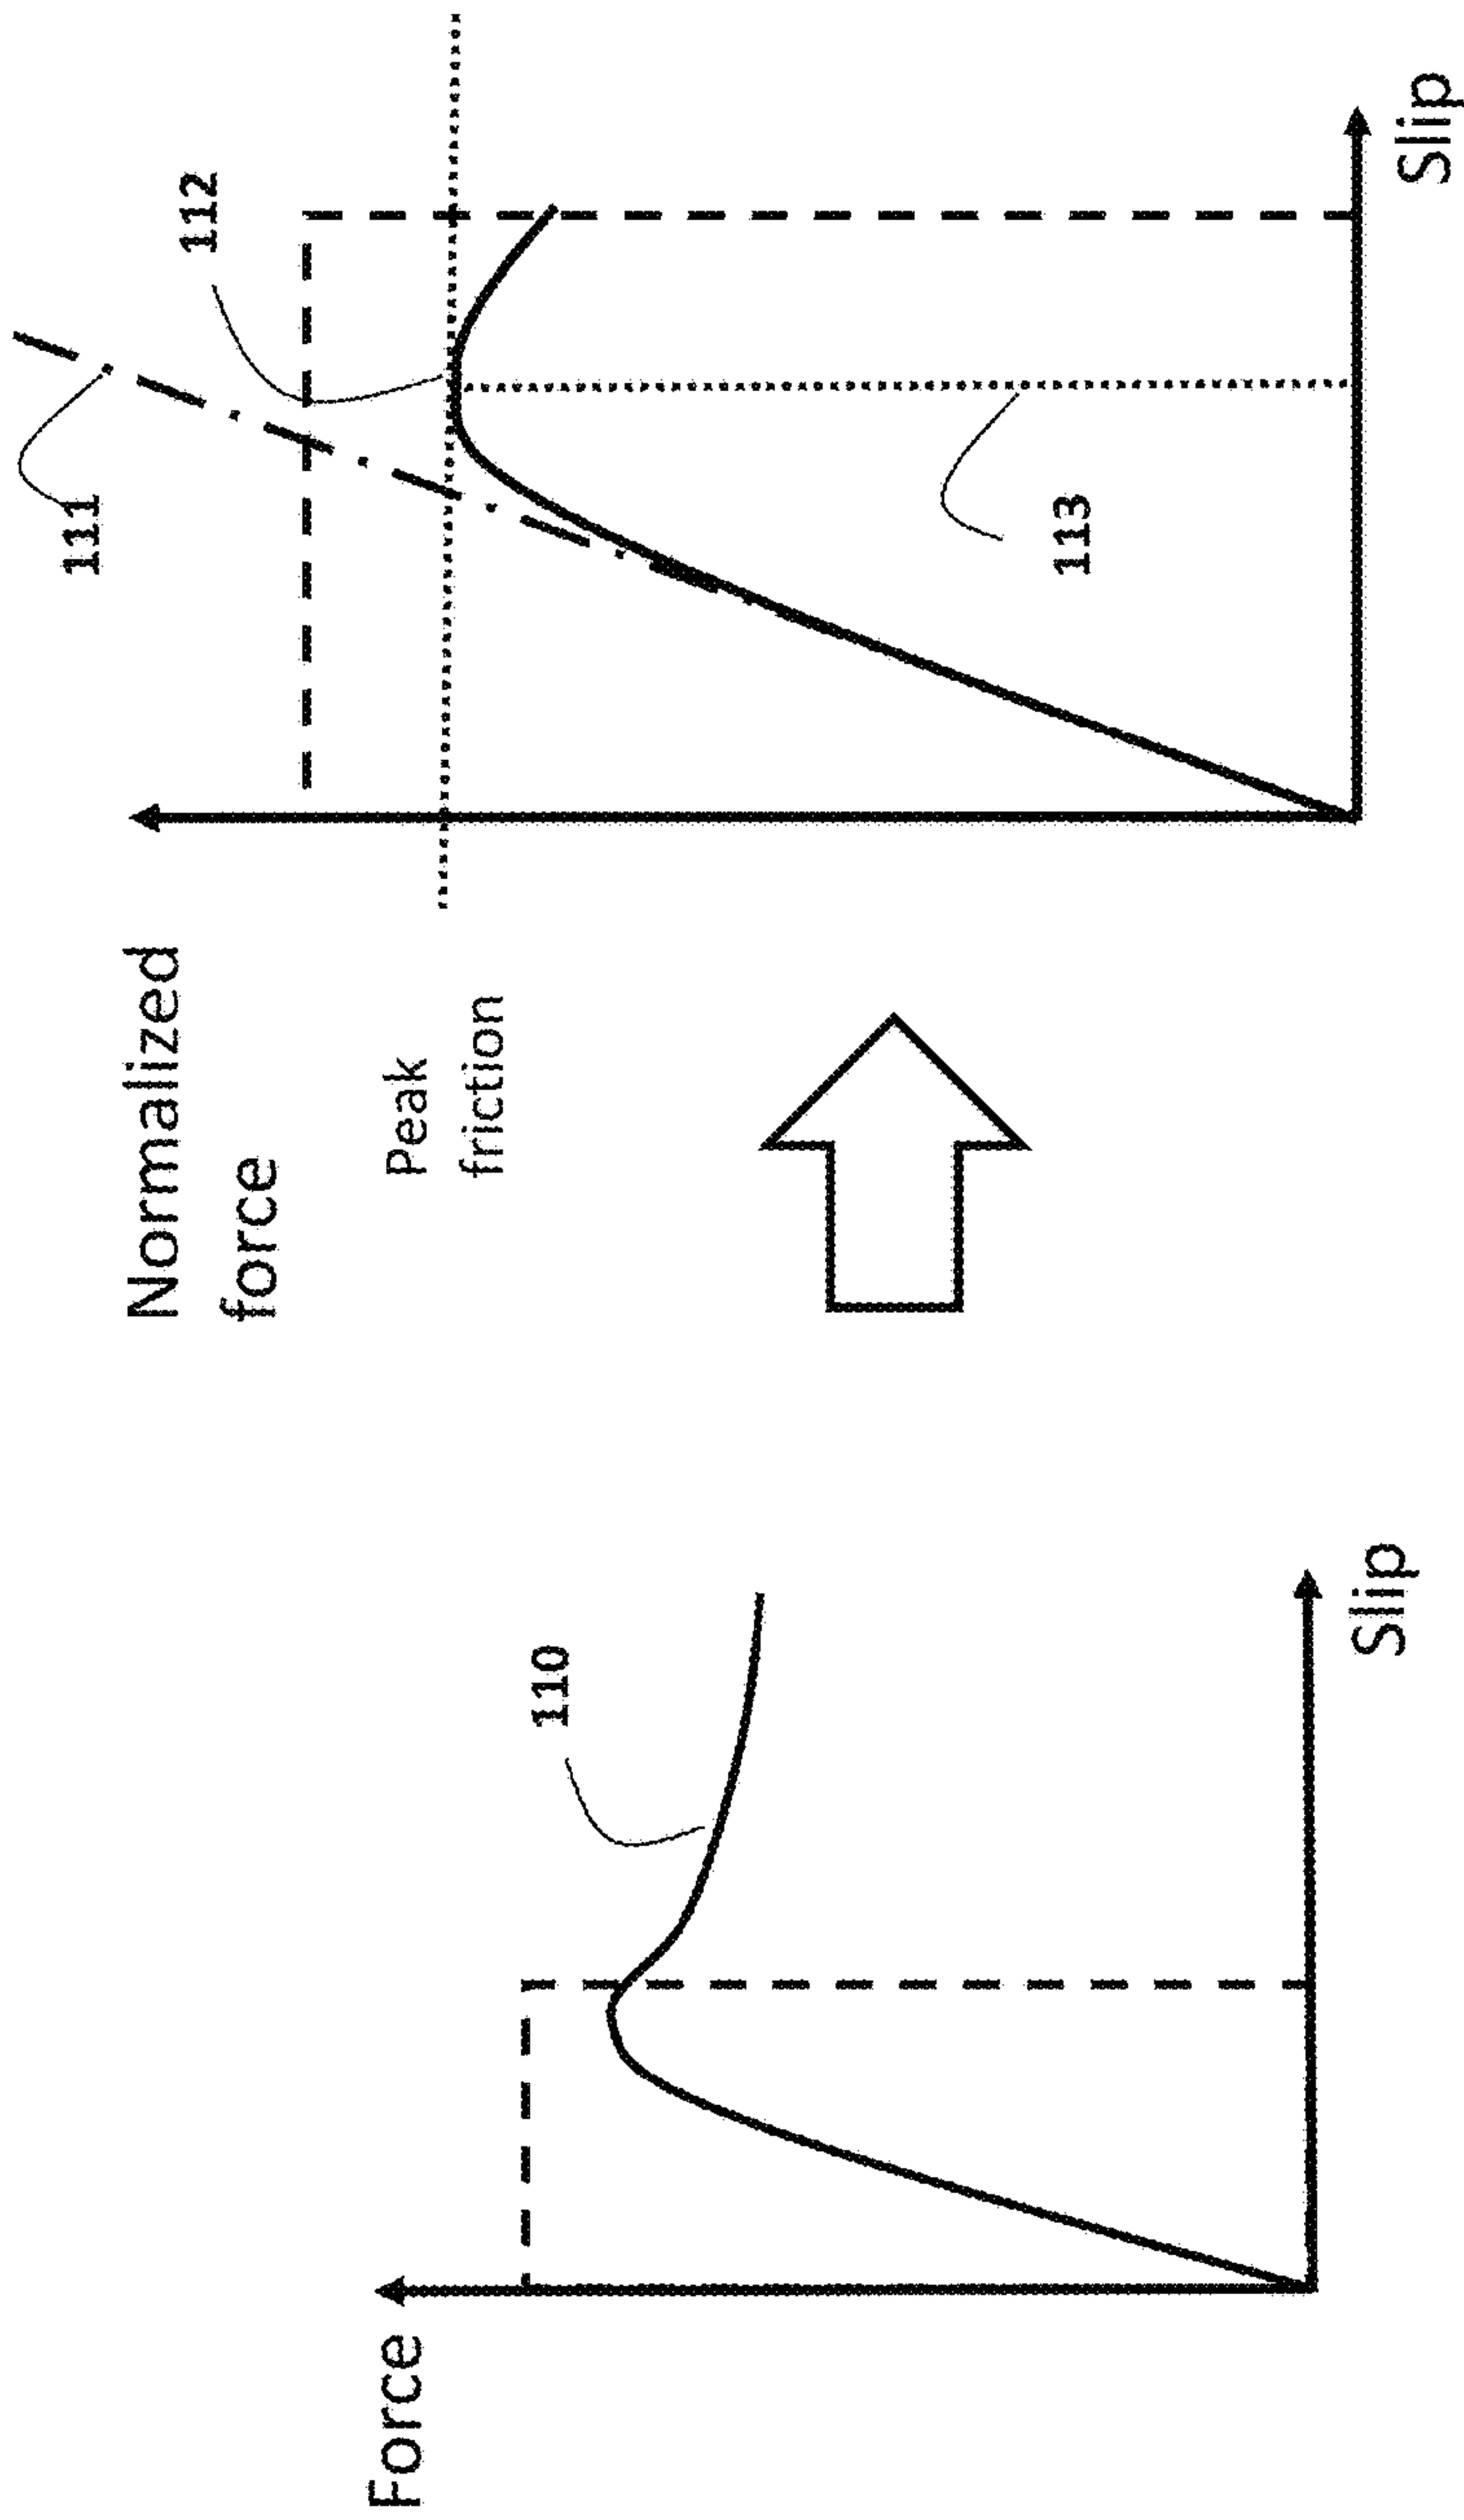 Force
110
Slip
Normalized
force
Peak
friction
111
112
113
Slip